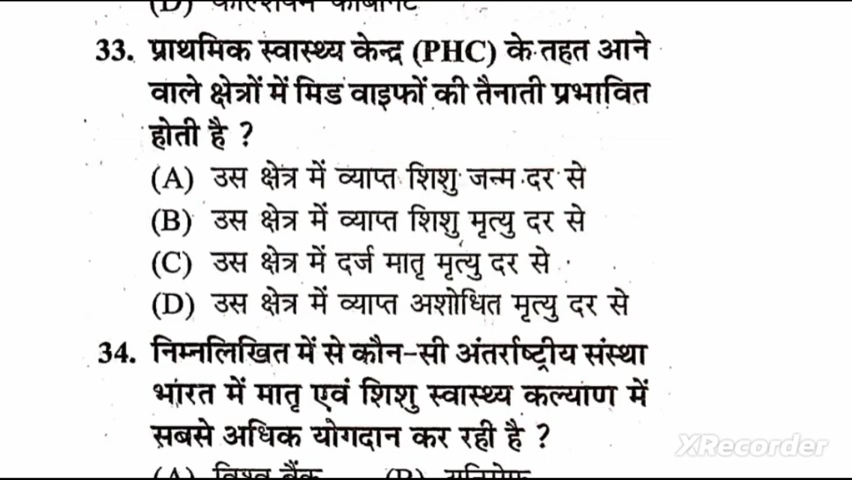 33. प्राथमिक स्वास्थ्य केन्द्र (PHC) के तहत आने
वाले क्षेत्रों में मिड वाइफों की तैनाती प्रभावित
होती है ?
(A) उस क्षेत्र में व्याप्त शिशु जन्म दर से
(B) उस क्षेत्र में व्याप्त शिशु मृत्यु दर से
(C) उस क्षेत्र में दर्ज मातृ मृत्यु दर से
(D) उस क्षेत्र में व्याप्त अशोधित मृत्यु दर से
34. निम्नलिखित में से कौन-सी अंतर्राष्ट्रीय संस्था
भारत में मातृ एवं शिशु स्वास्थ्य कल्याण में
सबसे अधिक योगदान कर रही है ?
XRecorder